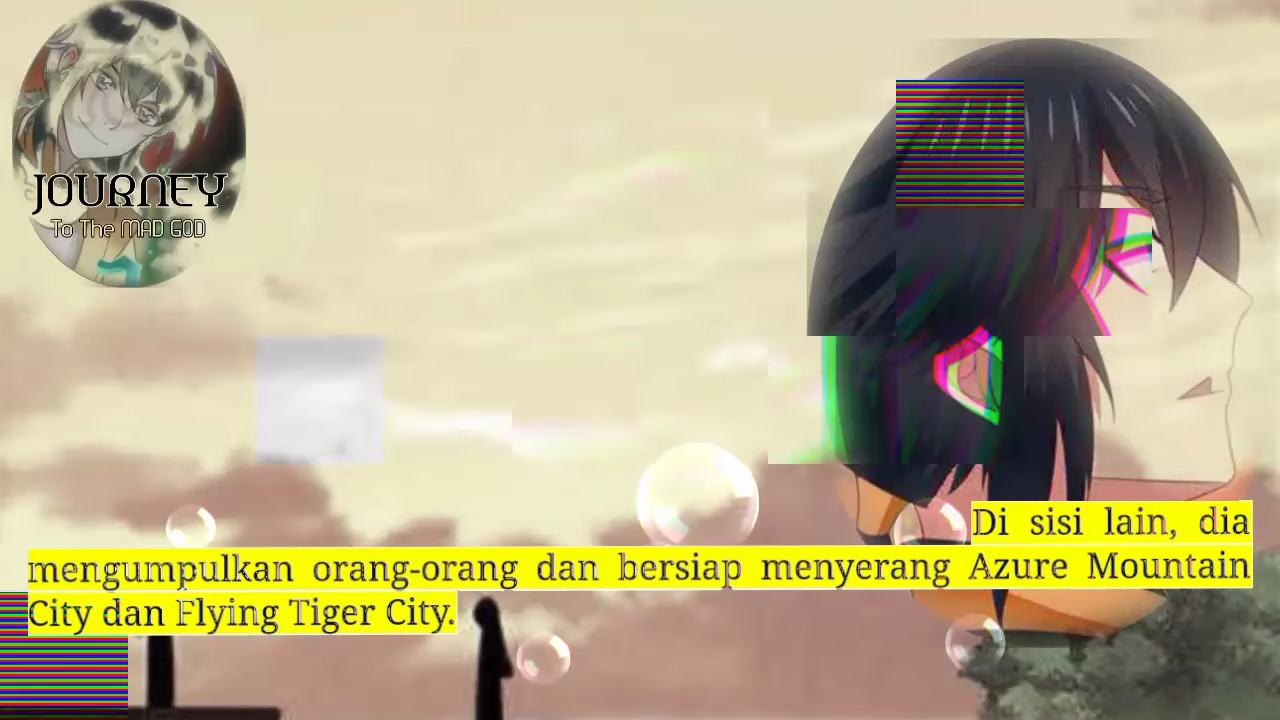 JOURNEY
To The MAD GOD
Di sisi lain, dia
mengumpulkan orang-orang dan bersiap menyerang Azure Mountain
City dan Flying Tiger City.